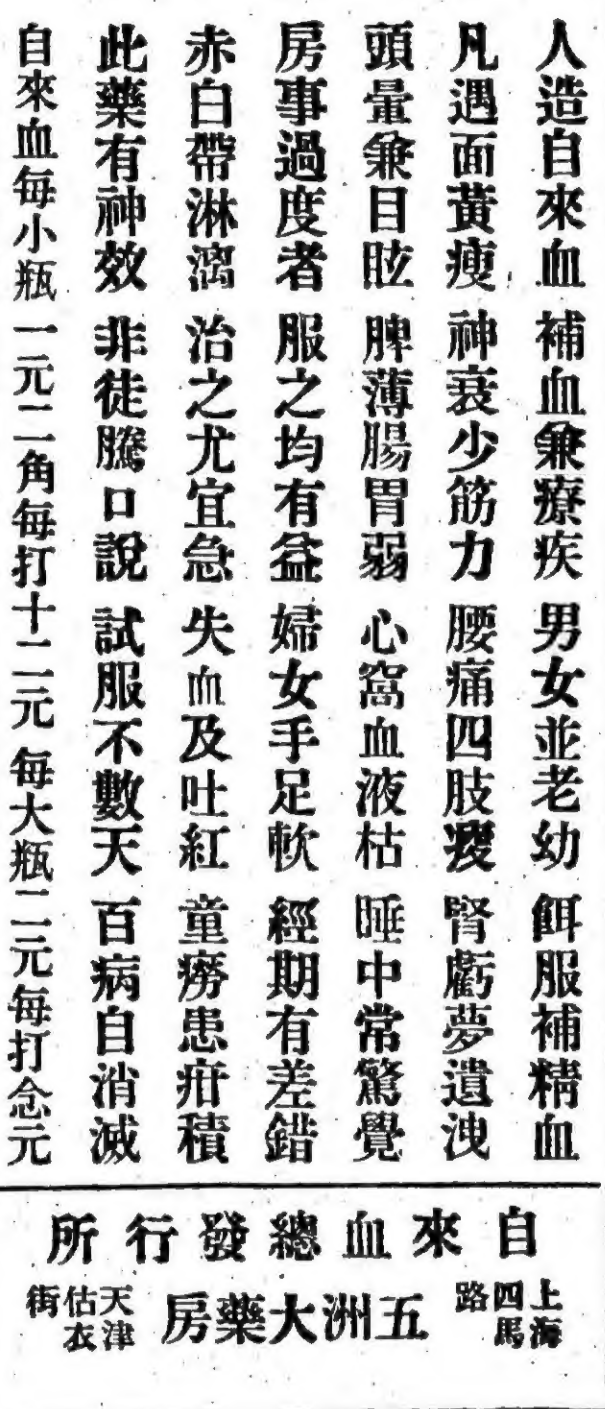 人造自來血 補血兼療疾 男女並老幼 餌服補精血
凡遇面黃瘦 神衰少筋力 腰痛四肢痠 腎虧夢遺洩
頭暈兼目眩 脾薄腸胃弱 心窩血液枯 睡中常驚覺
房事過度者 服之均有益 婦女手足軟 經期有差錯
赤白帶淋漓 治之尤宜急 失血及吐紅 童癆患疳積
此藥有神效 非徒騰口說 試服不數天 百病自消滅
自來血每小瓶一元二角每打十二元每大瓶二元每打念元
自來血總發行所
上海四馬路
五洲大藥房
天津估衣街